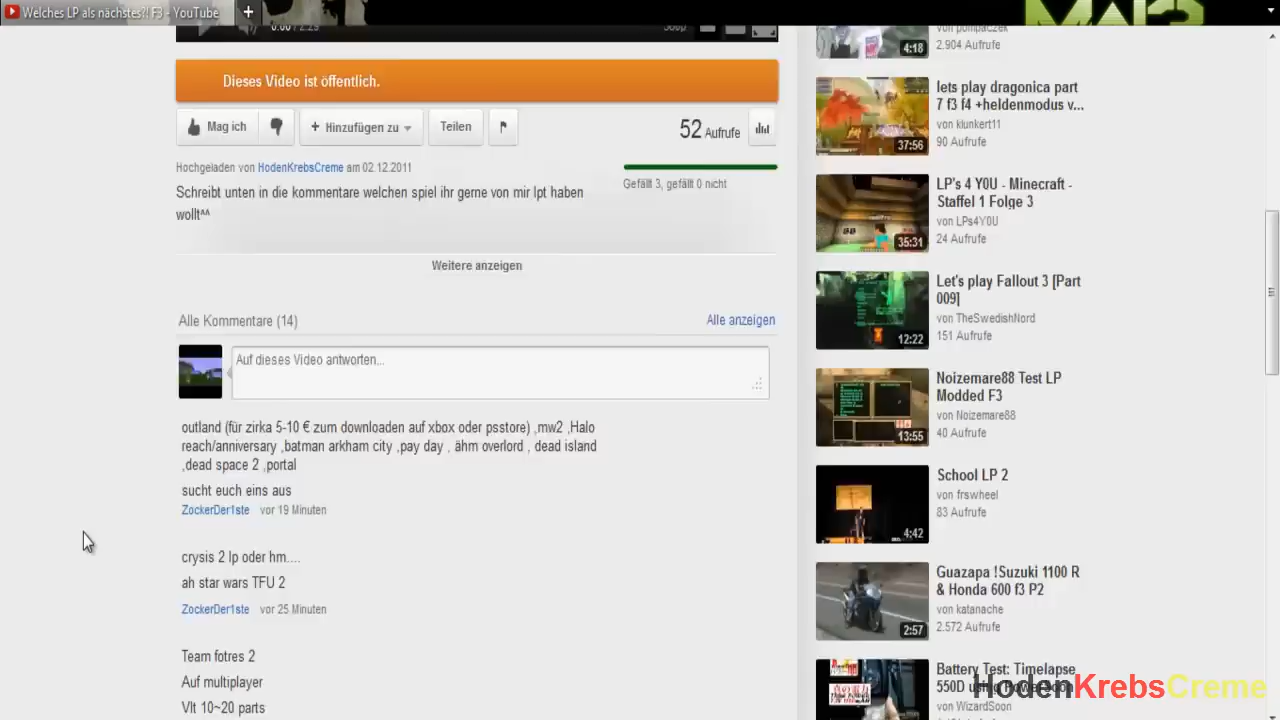 Welches LP als nächstes?! F3 - YouTube
MW3
0:00 / 2:29
360p
Dieses Video ist öffentlich.
Mag ich
Hinzufügen zu
Teilen
52 Aufrufe
Hochgeladen von HodenKrebsCreme am 02.12.2011
Schreibt unten in die kommentare welchen spiel ihr gerne von mir lpt haben
wollt^^
Gefällt 3, gefällt 0 nicht
Weitere anzeigen
Alle Kommentare (14)
Alle anzeigen
Auf dieses Video antworten...
outland (für zirka 5-10 € zum downloaden auf xbox oder psstore) ,mw2 ,Halo
reach/anniversary ,batman arkham city ,pay day , ähm overlord , dead island
,dead space 2 ,portal
sucht euch eins aus
ZockerDer1ste vor 19 Minuten
crysis 2 lp oder hm....
ah star wars TFU 2
ZockerDer1ste vor 25 Minuten
Team fotres 2
Auf multiplayer
Vlt 10~20 parts
von pompaczek
2.904 Aufrufe
4:18
lets play dragonica part
7 f3 f4 +heldenmodus v...
von klunkert11
90 Aufrufe
37:56
LP's 4 Y0U - Minecraft -
Staffel 1 Folge 3
von LPs4Y0U
24 Aufrufe
35:31
Let's play Fallout 3 [Part
009]
von TheSwedishNord
151 Aufrufe
12:22
Noizemare88 Test LP
Modded F3
von Noizemare88
40 Aufrufe
13:55
School LP 2
von frswheel
83 Aufrufe
4:42
Guazapa !Suzuki 1100 R
& Honda 600 f3 P2
von katanache
2.572 Aufrufe
2:57
Battery Test: Timelapse
550D using
von WizardSoon
HodenKrebsCreme